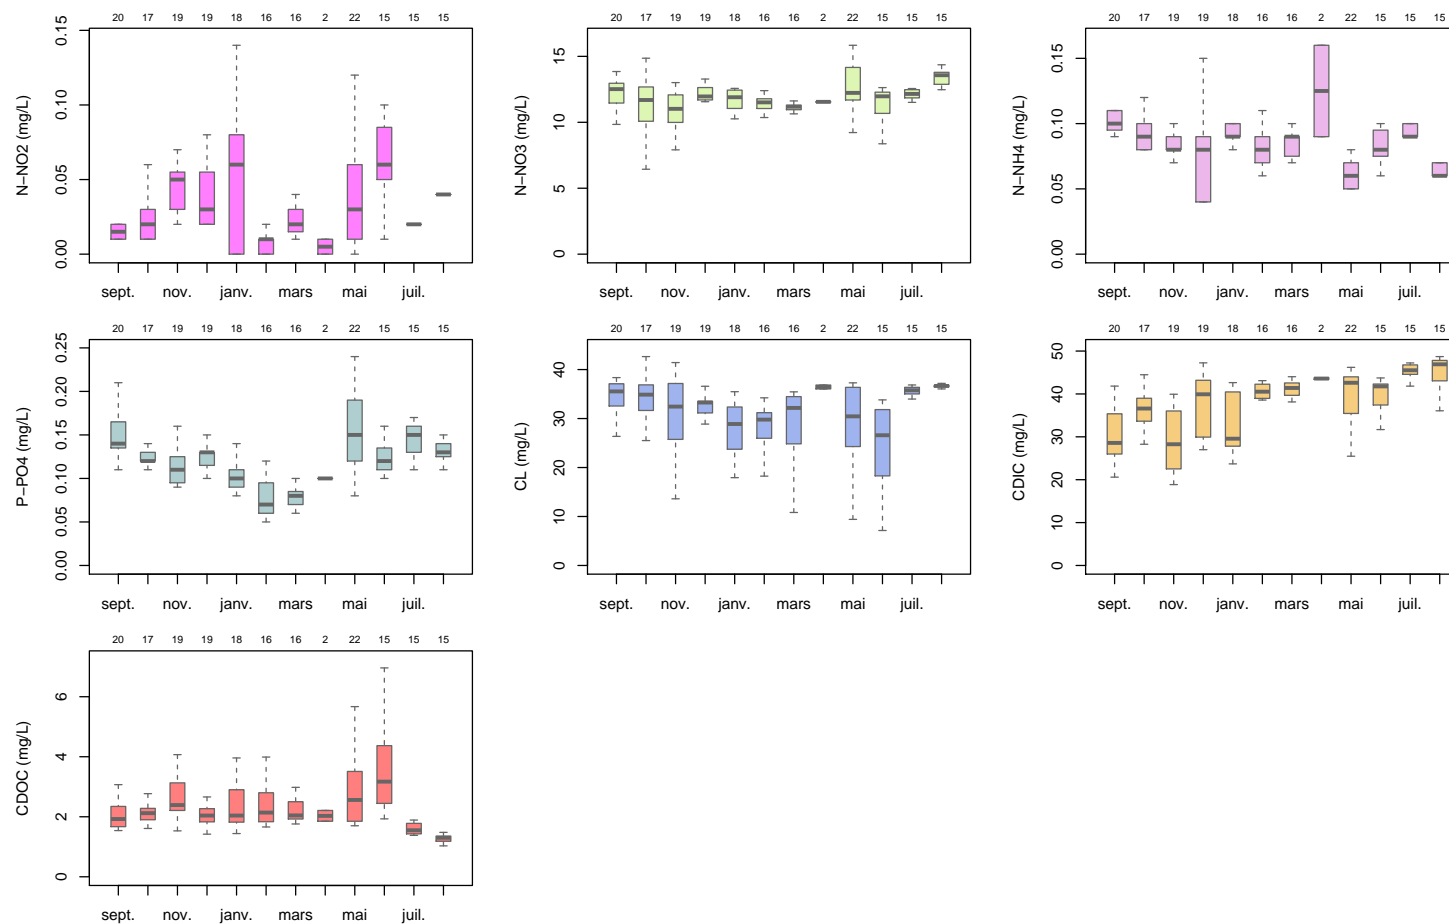 20 17 19 19 18 16 16 2 22 15 15 15
N−NO2 (mg/L)
0.00 0.05 0.10 0.15
sept. nov. janv. mars mai juil.
20 17 19 19 18 16 16 2 22 15 15 15
N−NO3 (mg/L)
0 5 10 15
sept. nov. janv. mars mai juil.
20 17 19 19 18 16 16 2 22 15 15 15
N−NH4 (mg/L)
0.00 0.05 0.10 0.15
sept. nov. janv. mars mai juil.
20 17 19 19 18 16 16 2 22 15 15 15
P−PO4 (mg/L)
0.00 0.05 0.10 0.15 0.20 0.25
sept. nov. janv. mars mai juil.
20 17 19 19 18 16 16 2 22 15 15 15
CL (mg/L)
0 10 20 30 40
sept. nov. janv. mars mai juil.
20 17 19 19 18 16 16 2 22 15 15 15
CDIC (mg/L)
0 10 20 30 40 50
sept. nov. janv. mars mai juil.
20 17 19 19 18 16 16 2 22 15 15 15
CDOC (mg/L)
0 2 4 6
sept. nov. janv. mars mai juil.